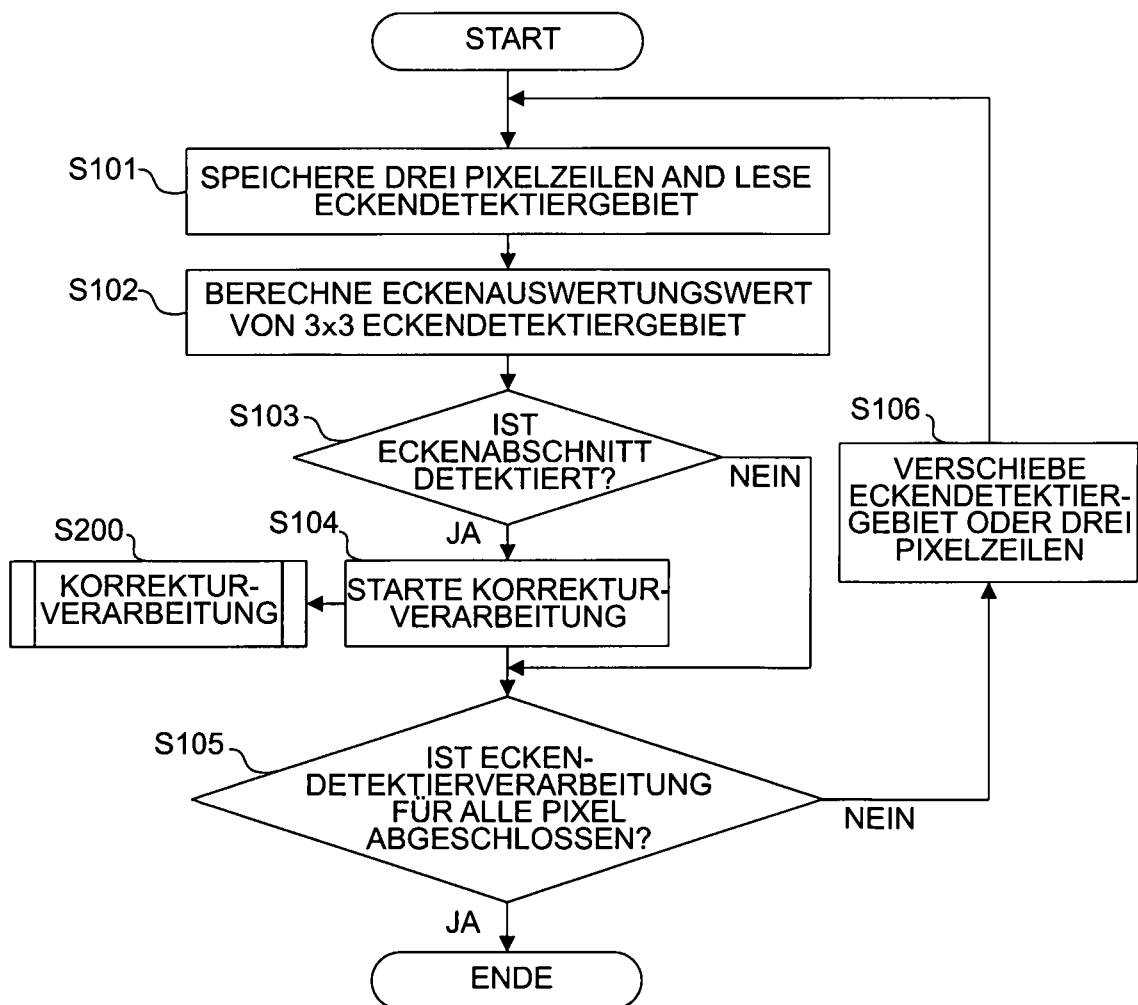 START
S101
SPEICHERE DREI PIXELZEILEN AND LESE
ECKENDETEKTIERGEBIET
S102
BERECHNE ECKENAUSWERTUNGSWERT
VON 3x3 ECKENDETEKTIERGEBIET
S103
IST
ECKENABSCHNITT
DETEKTIERT?
NEIN
JA
S106
VERSCHIEBE
ECKENDETEKTIER-
GEBIET ODER DREI
PIXELZEILEN
S200
KORREKTUR-
VERARBEITUNG
S104
STARTE KORREKTUR-
VERARBEITUNG
S105
IST ECKEN-
DETEKTIERVERARBEITUNG
FÜR ALLE PIXEL
ABGESCHLOSSEN?
NEIN
JA
ENDE